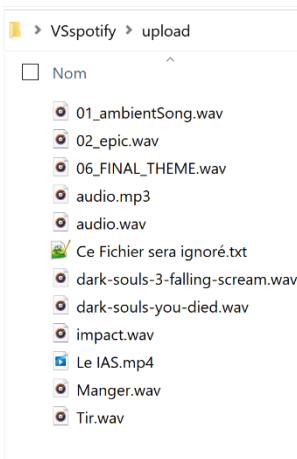 VSspotify > upload
Nom
01_ambientSong.wav
02_epic.wav
06_FINAL_THEME.wav
audio.mp3
audio.wav
Ce Fichier sera ignoré.txt
dark-souls-3-falling-scream.wav
dark-souls-you-died.wav
impact.wav
Le IAS.mp4
Manger.wav
Tir.wav